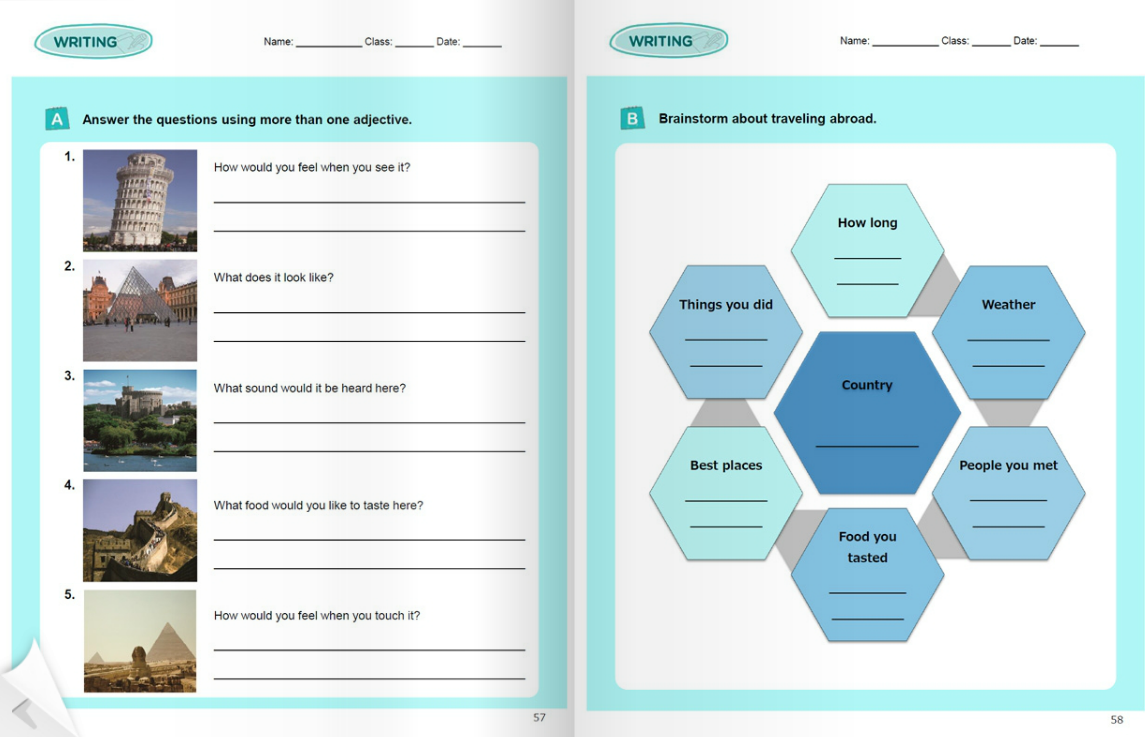 WRITING
Name: __________ Class: ______ Date: ______
A Answer the questions using more than one adjective.
1. How would you feel when you see it?
2. What does it look like?
3. What sound would it be heard here?
4. What food would you like to taste here?
5. How would you feel when you touch it?
57
WRITING
Name: __________ Class: ______ Date: ______
B Brainstorm about traveling abroad.
How long
Weather
People you met
Food you
tasted
Best places
Things you did
Country
58